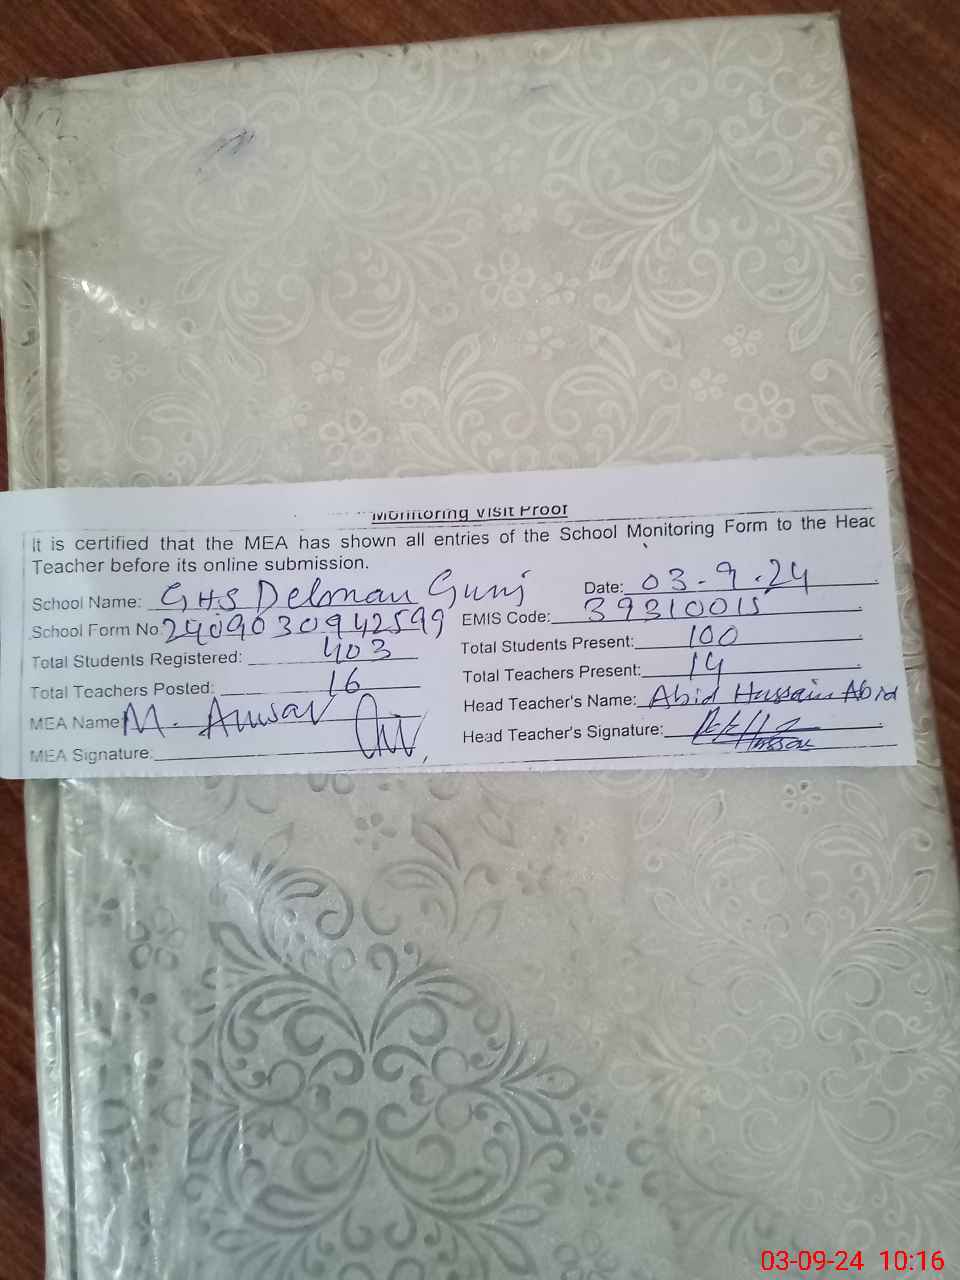 Monitoring Visit Proof
It is certified that the MEA has shown all entries of the School Monitoring Form to the Head
Teacher before its online submission.
School Name: GHS Delman Gunj Date: 03-9-24
School Form No: 2409030942599 EMIS Code: 39310015
Total Students Registered: 403 Total Students Present: 100
Total Teachers Posted: 16 Total Teachers Present: 14
MEA Name: M. Anwar Head Teacher's Name: Abid Hussain Abid
MEA Signature: Head Teacher's Signature:
03-09-24 10:16